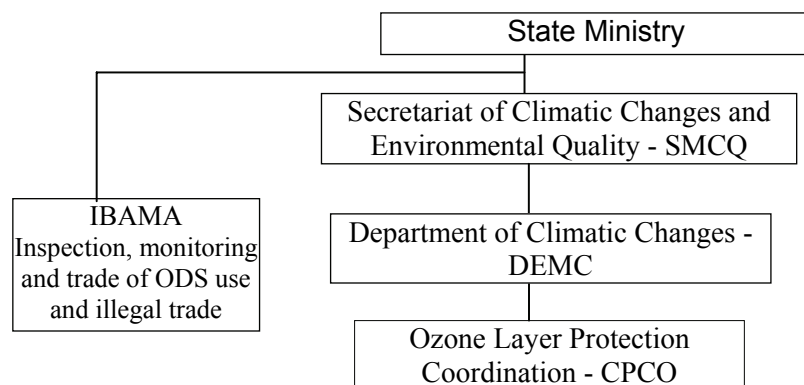 State Ministry
Secretariat of Climatic Changes and
Environmental Quality - SMCQ
IBAMA
Inspection, monitoring
and trade of ODS use
and illegal trade
Department of Climatic Changes -
DEMC
Ozone Layer Protection
Coordination - CPCO